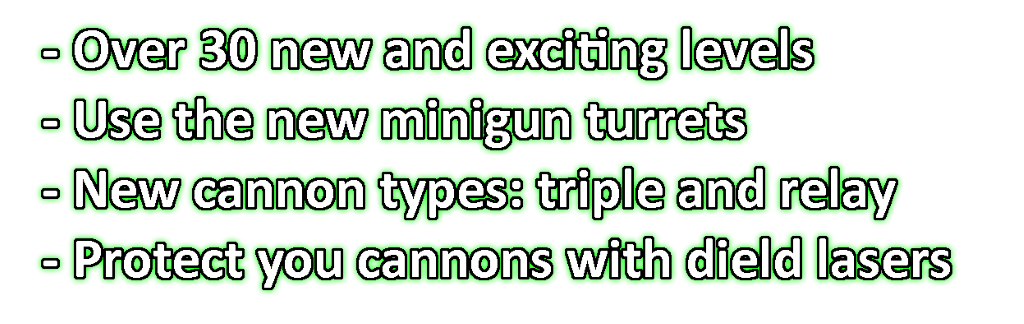 - Over 30 new and exciting levels
- Use the new minigun turrets
- New cannon types: triple and relay
- Protect you cannons with dield lasers